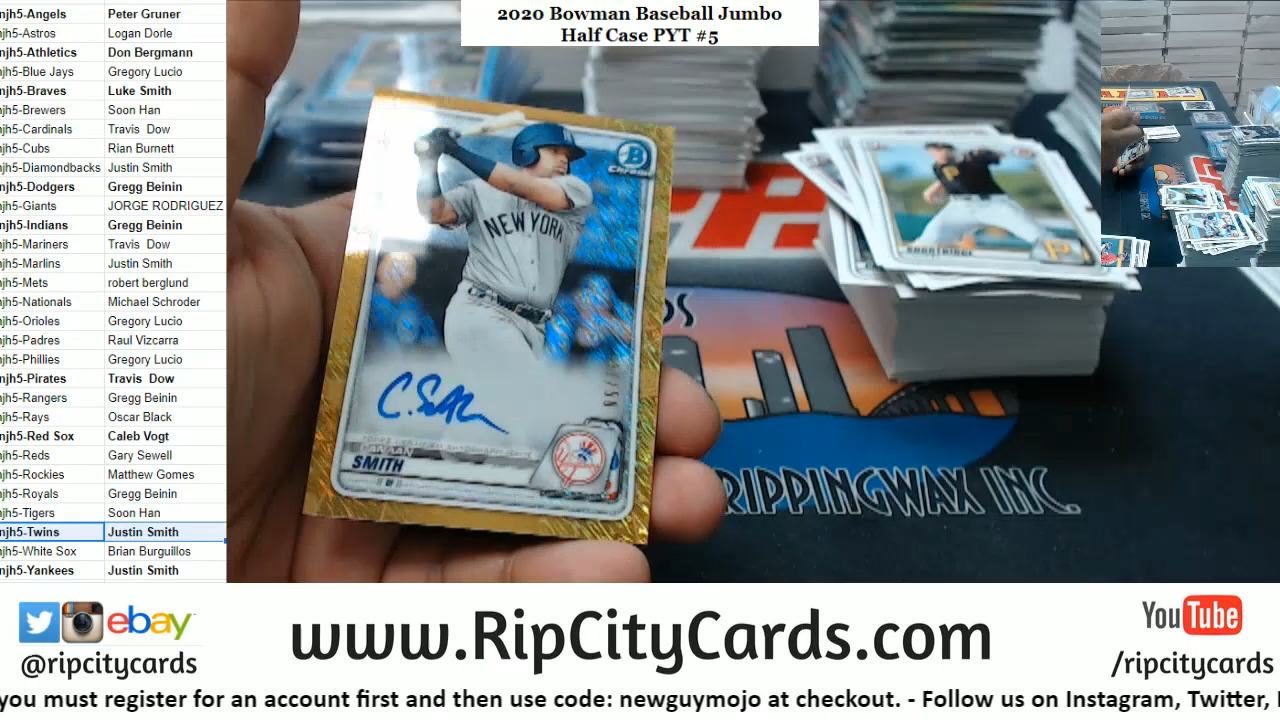 2020 Bowman Baseball Jumbo
Half Case PYT #5
njh5-Angels Peter Gruner
njh5-Astros Logan Dorle
njh5-Athletics Don Bergmann
njh5-Blue Jays Gregory Lucio
njh5-Braves Luke Smith
njh5-Brewers Soon Han
njh5-Cardinals Travis Dow
njh5-Cubs Rian Burnett
njh5-Diamondbacks Justin Smith
njh5-Dodgers Gregg Beinin
njh5-Giants JORGE RODRIGUEZ
njh5-Indians Gregg Beinin
njh5-Mariners Travis Dow
njh5-Marlins Justin Smith
njh5-Mets robert berglund
njh5-Nationals Michael Schroder
njh5-Orioles Gregory Lucio
njh5-Padres Raul Vizcarra
njh5-Phillies Gregory Lucio
njh5-Pirates Travis Dow
njh5-Rangers Gregg Beinin
njh5-Rays Oscar Black
njh5-Red Sox Caleb Vogt
njh5-Reds Gary Sewell
njh5-Rockies Matthew Gomes
njh5-Royals Gregg Beinin
njh5-Tigers Soon Han
njh5-Twins Justin Smith
njh5-White Sox Brian Burguillos
njh5-Yankees Justin Smith
B
Chrome
NEW YORK
C. Smith
CANAAN
SMITH
P
RIPPINGWAX INC.
ebay
@ripcitycards
www.RipCityCards.com
YouTube
/ripcitycards
you must register for an account first and then use code: newguymojo at checkout. - Follow us on Instagram, Twitter,